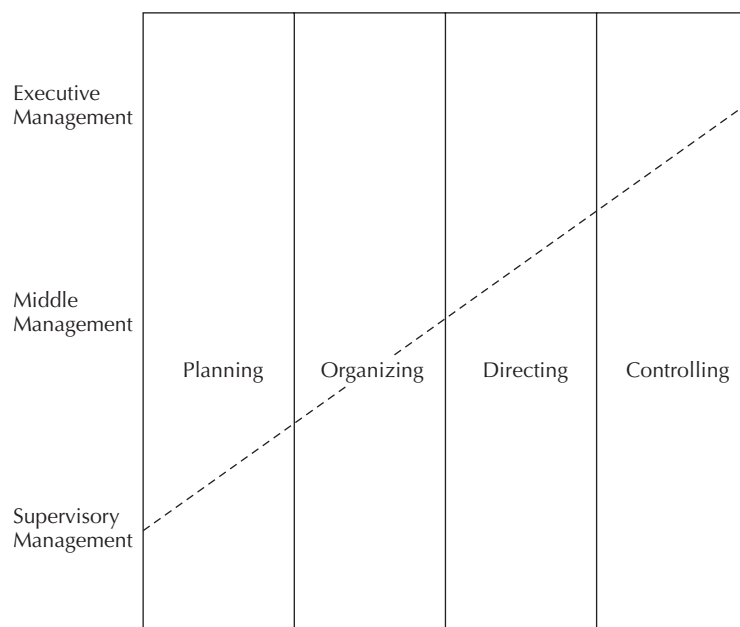 Executive
Management
Middle
Management
Planning Organizing Directing Controlling
Supervisory
Management